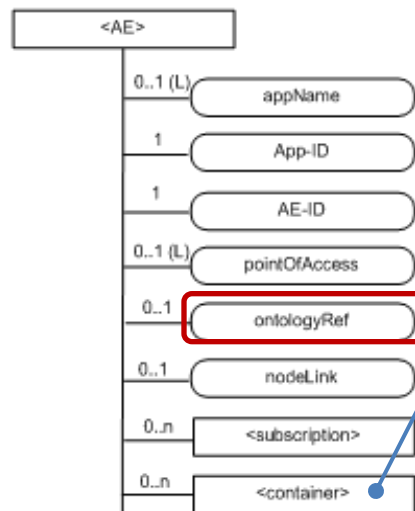 <AE>
0..1 (L)
appName
1
App-ID
1
AE-ID
0..1 (L)
pointOfAccess
0..1
ontologyRef
0..1
nodeLink
0..n
<subscription>
0..n
<container>